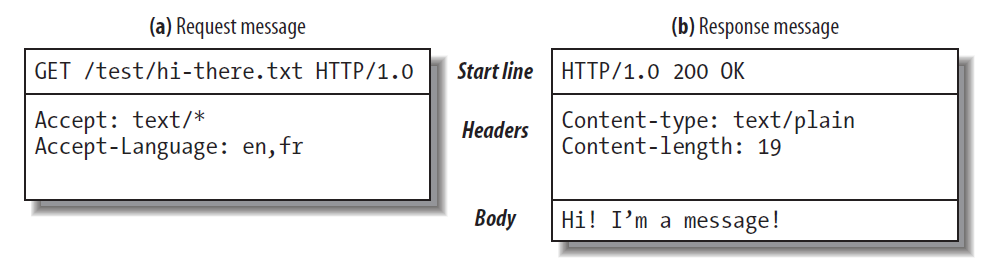 (a) Request message
GET /test/hi-there.txt HTTP/1.0
Accept: text/*
Accept-Language: en,fr
Start line
Headers
Body
(b) Response message
HTTP/1.0 200 OK
Content-type: text/plain
Content-length: 19
Hi! I’m a message!